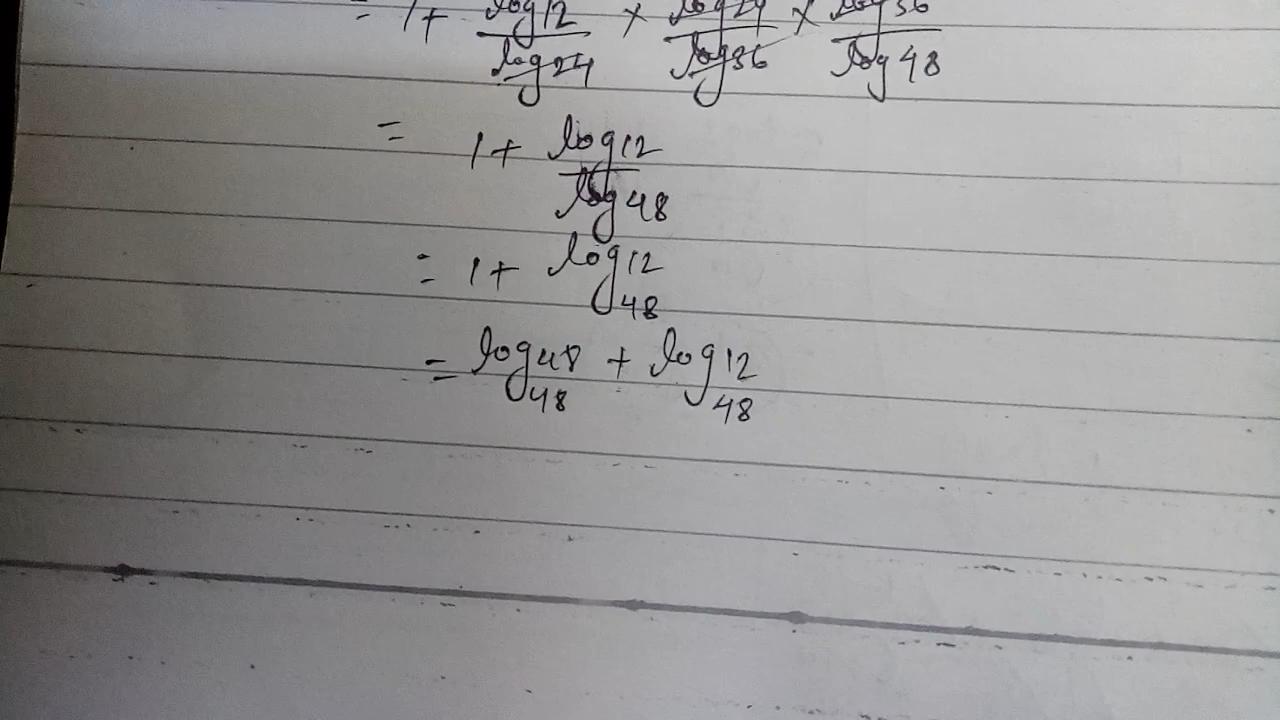 = 1 + log12/log24 × log24/log36 × log36/log48
= 1 + log12/log48
= 1 + log₄₈12
= log₄₈48 + log₄₈12